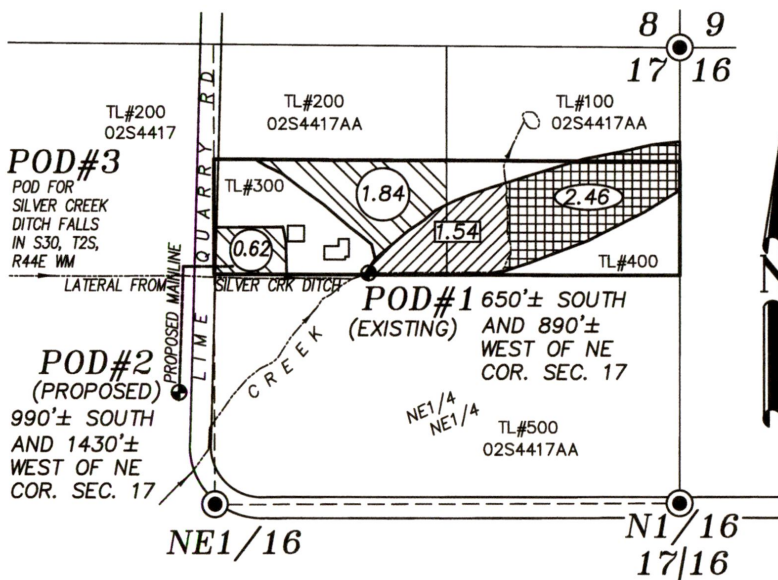 8 9
17 16
TL#200
02S4417
TL#200
02S4417AA
TL#100
02S4417AA
LIME QUARRY RD
POD#3
POD FOR
SILVER CREEK
DITCH FALLS
IN S30, T2S,
R44E WM
TL#300
1.84
2.46
1.54
0.62
TL#400
LATERAL FROM SILVER CRK DITCH
PROPOSED MAINLINE
POD#1
(EXISTING)
650'± SOUTH
AND 890'±
WEST OF NE
COR. SEC. 17
CREEK
POD#2
(PROPOSED)
990'± SOUTH
AND 1430'±
WEST OF NE
COR. SEC. 17
NE1/4
NE1/4
TL#500
02S4417AA
N
NE1/16
N1/16
17|16